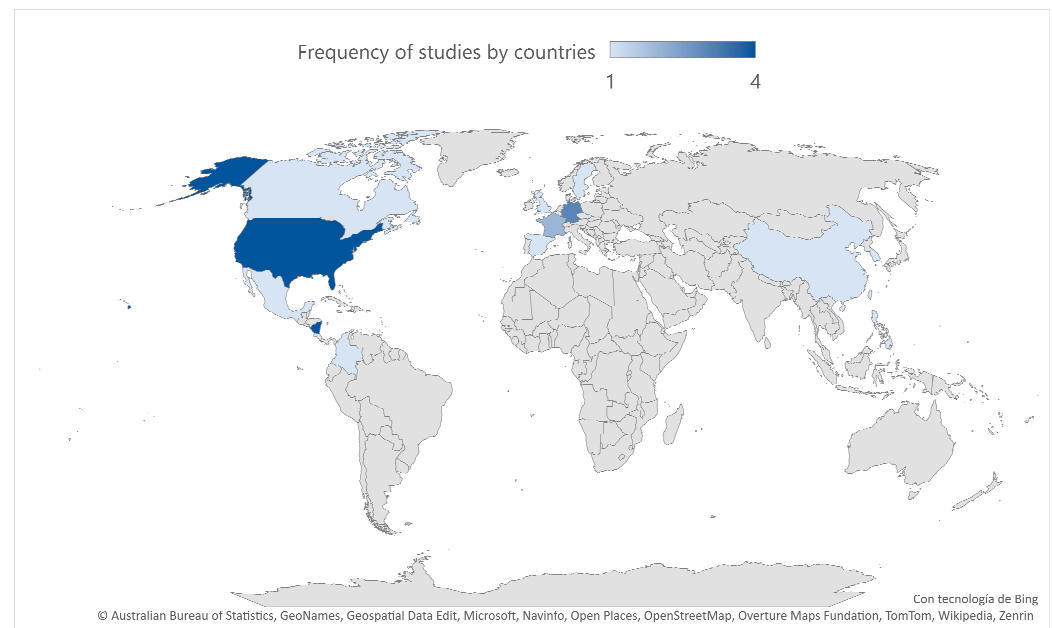 Frequency of studies by countries
1 4
Con tecnología de Bing
© Australian Bureau of Statistics, GeoNames, Geospatial Data Edit, Microsoft, Navinfo, Open Places, OpenStreetMap, Overture Maps Fundation, TomTom, Wikipedia, Zenrin